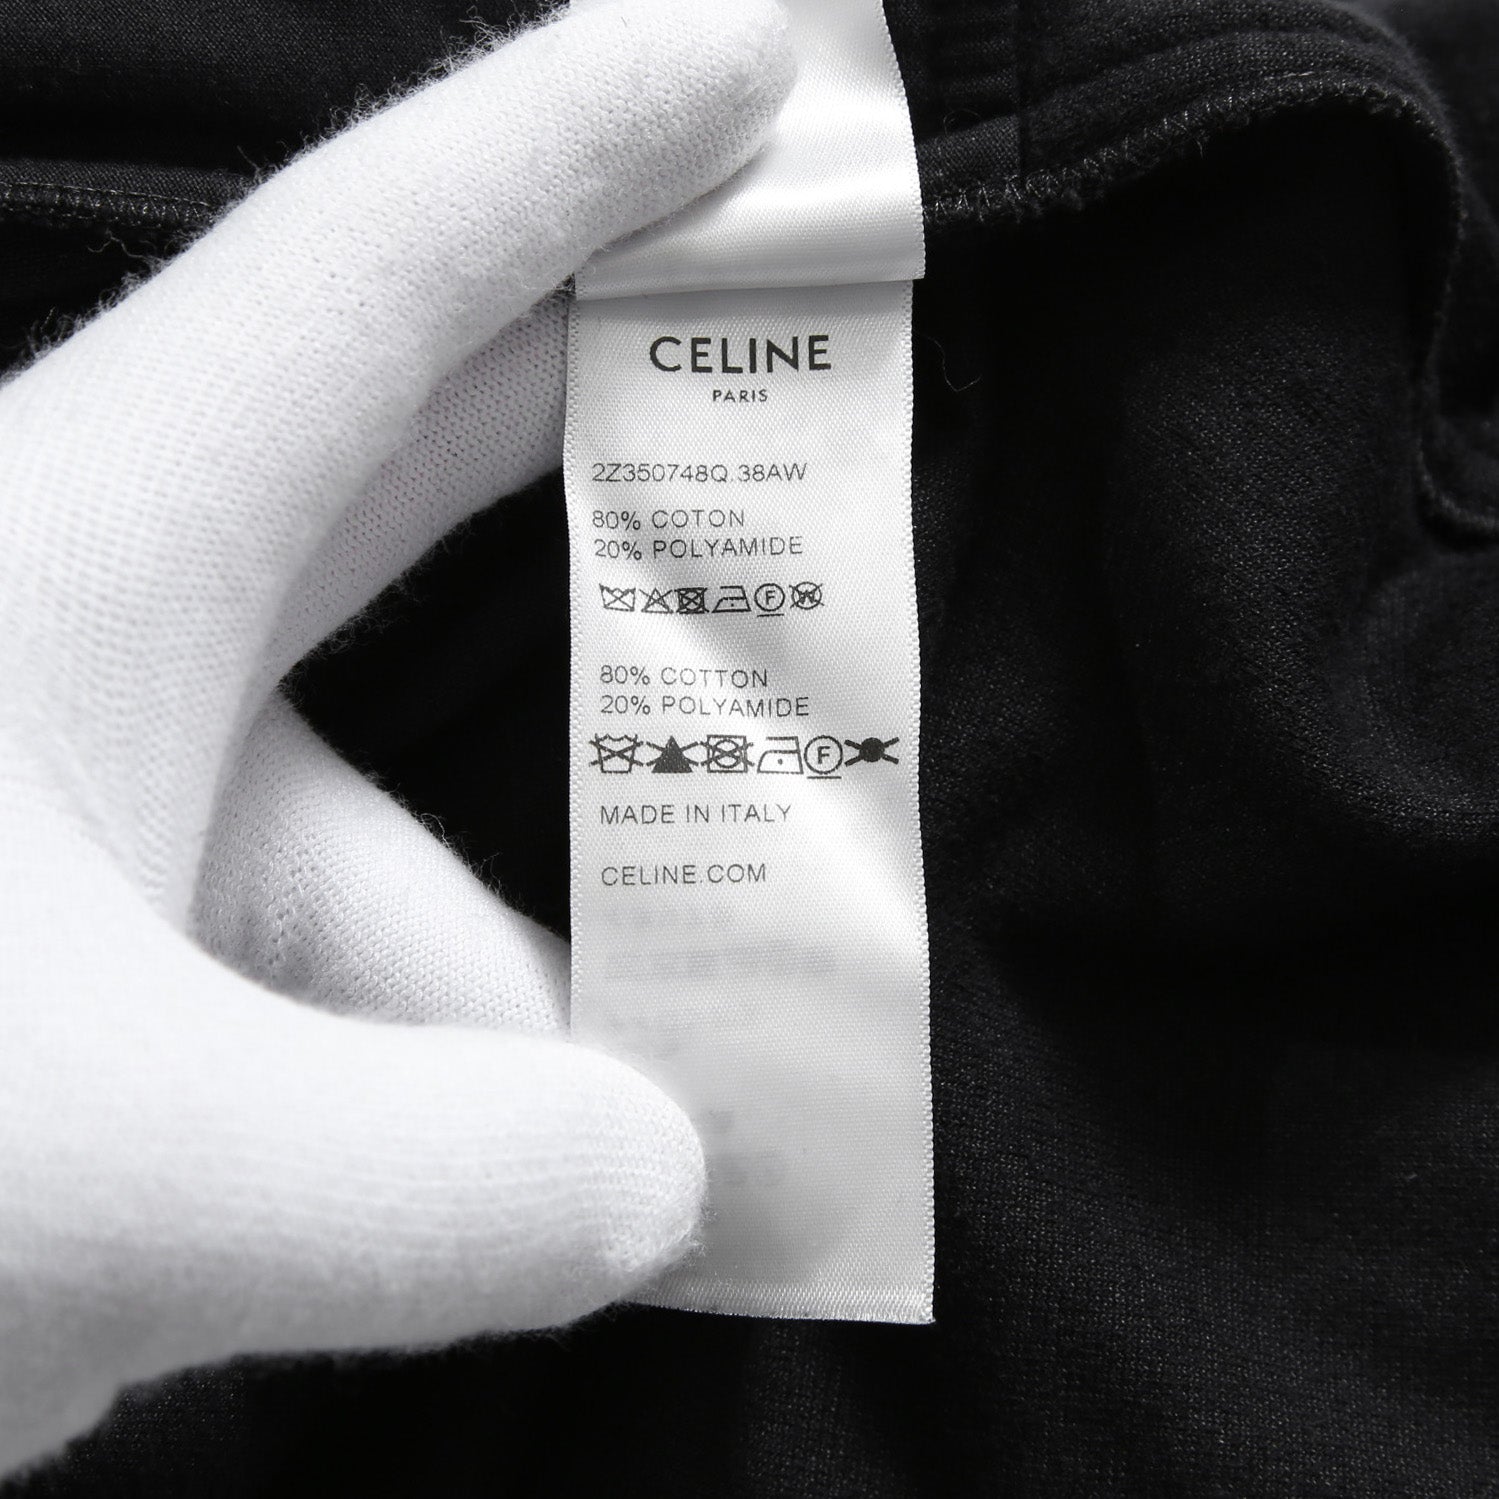 CELINE
PARIS
2Z350748Q.38AW
80% COTON
20% POLYAMIDE
F W
80% COTTON
20% POLYAMIDE
F
MADE IN ITALY
CELINE.COM